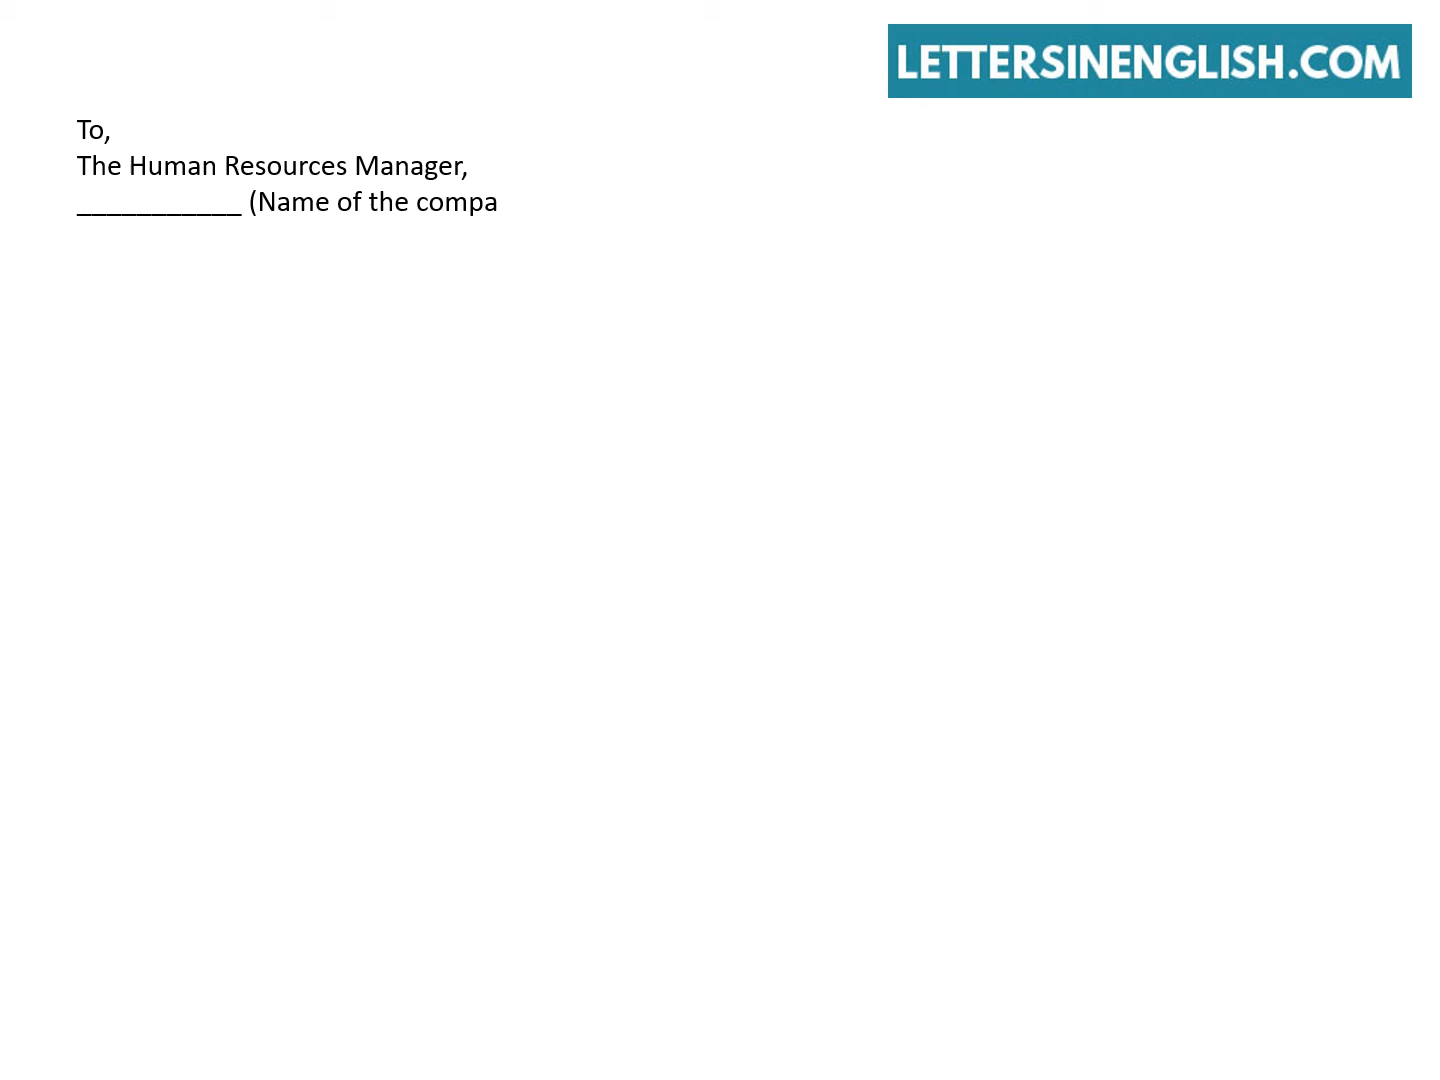 LETTERSINENGLISH.COM
To,
The Human Resources Manager,
___________ (Name of the compa